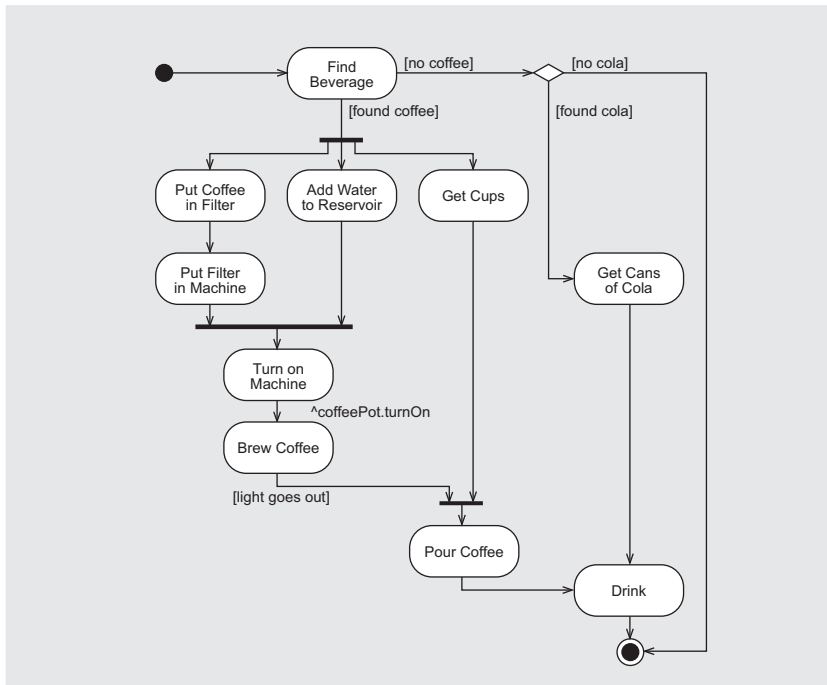 Find
Beverage
[no coffee]
[no cola]
[found coffee]
[found cola]
Put Coffee
in Filter
Add Water
to Reservoir
Get Cups
Put Filter
in Machine
Get Cans
of Cola
Turn on
Machine
^coffeePot.turnOn
Brew Coffee
[light goes out]
Pour Coffee
Drink